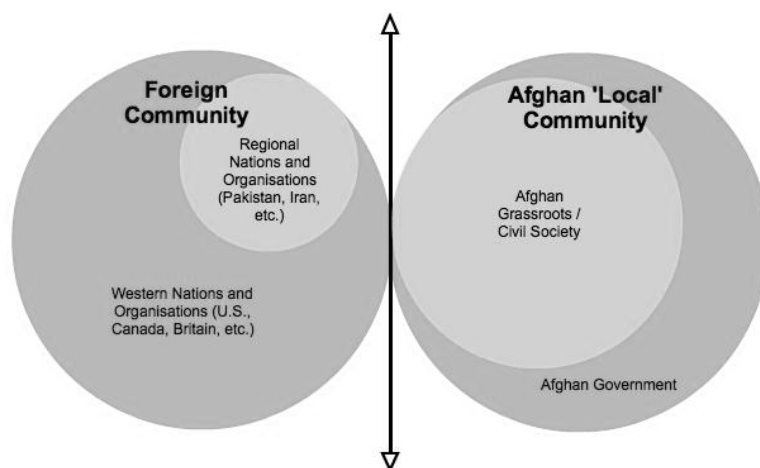 Foreign
Community
Regional
Nations and
Organisations
(Pakistan, Iran,
etc.)
Western Nations and
Organisations (U.S.,
Canada, Britain, etc.)
Afghan 'Local'
Community
Afghan
Grassroots /
Civil Society
Afghan Government